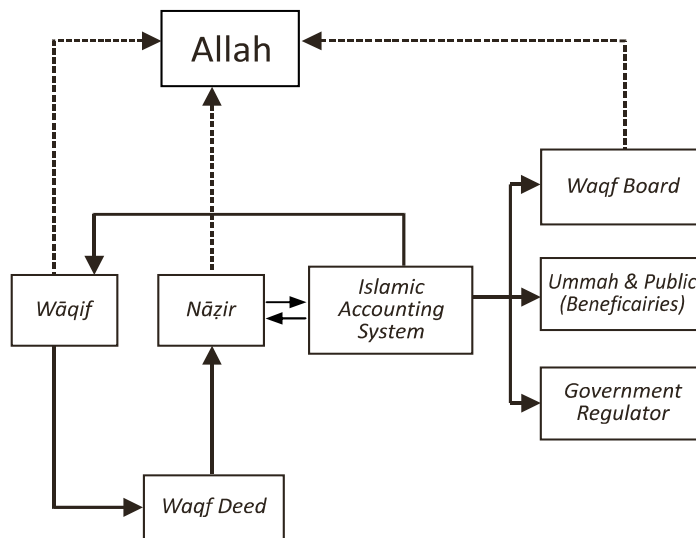 Allah
Waqf Board
Wāqif
Nāẓir
Islamic
Accounting
System
Ummah & Public
(Beneficairies)
Government
Regulator
Waqf Deed